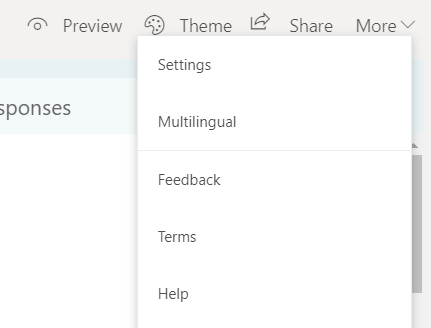 Preview Theme Share More
Settings
sponses
Multilingual
Feedback
Terms
Help